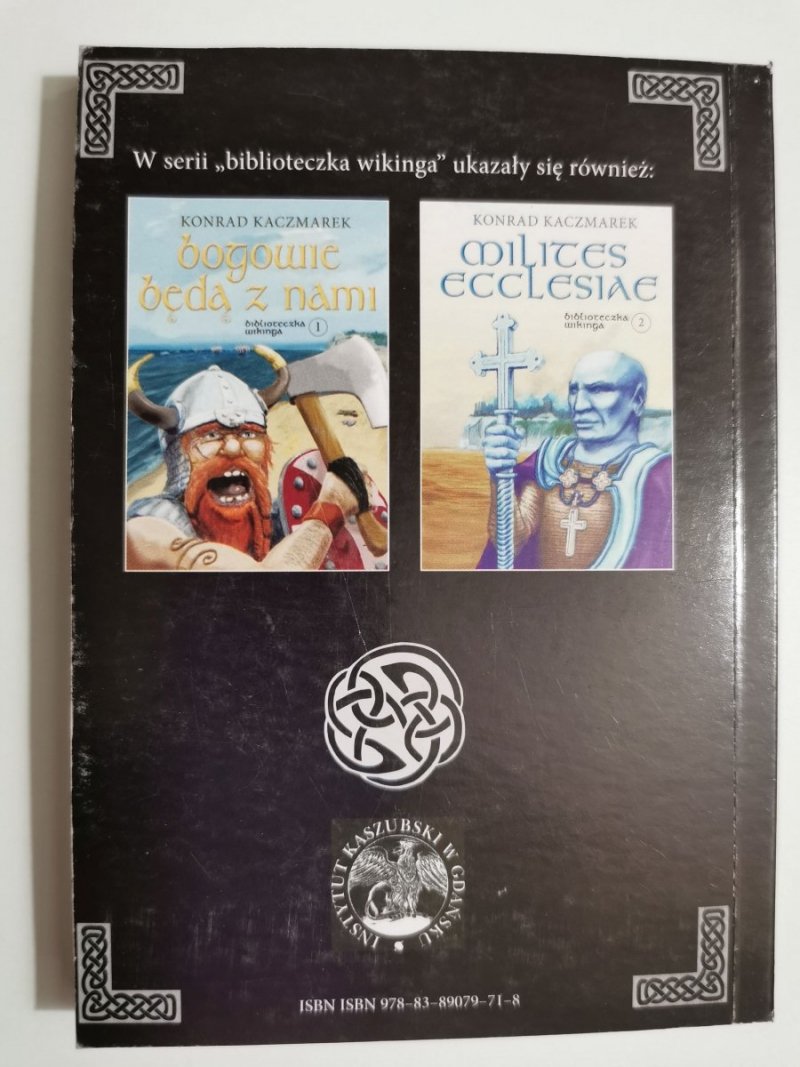 W serii „biblioteczka wikinga” ukazały się również:
KONRAD KACZMAREK
bogowie
będą z nami
biblioteczka
wikinga 1
KONRAD KACZMAREK
MILITES
ECCLESIAE
biblioteczka
wikinga 2
INSTYTUT KASZUBSKI W GDAŃSKU
ISBN ISBN 978–83–89079–71–8